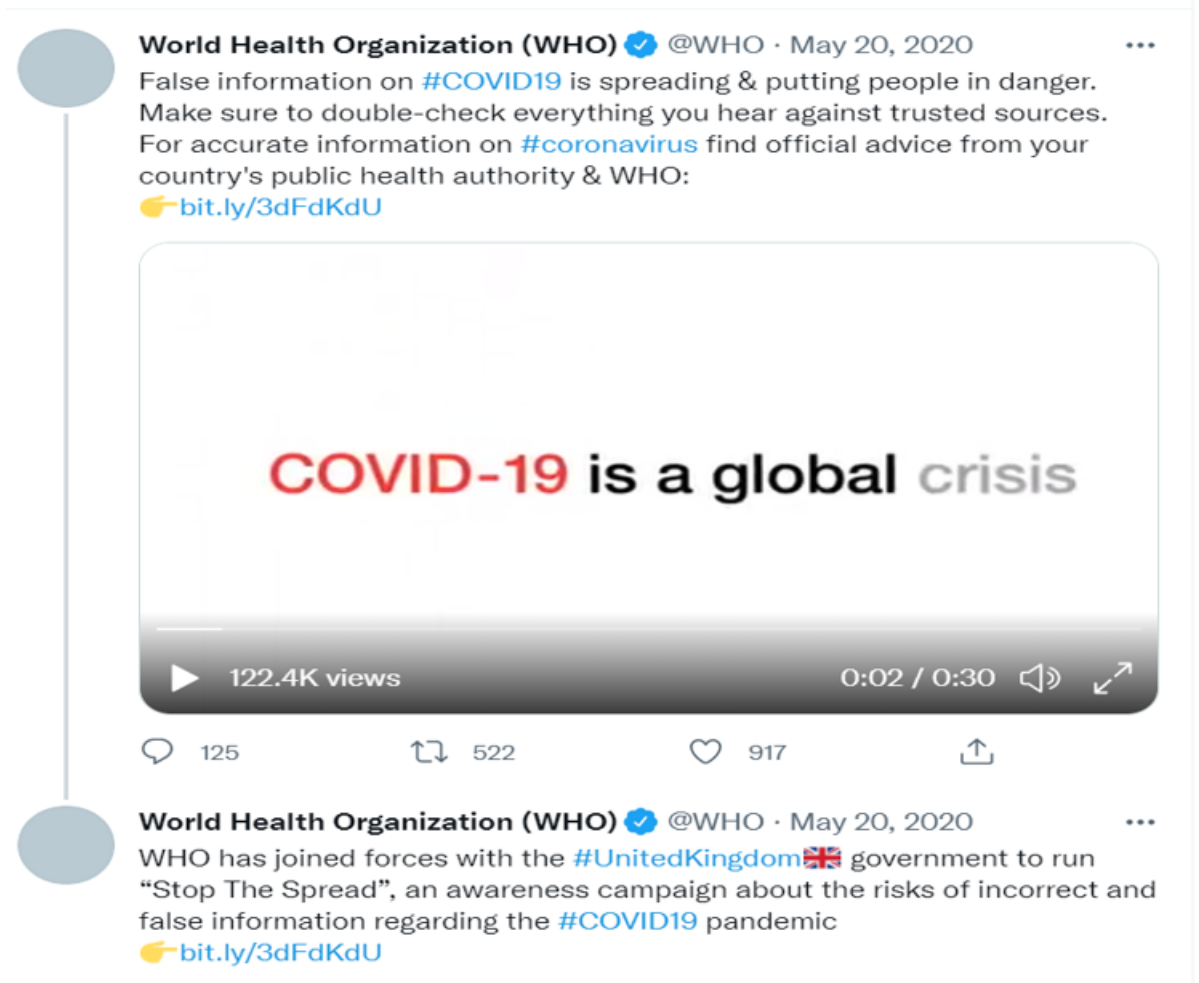 World Health Organization (WHO) @WHO · May 20, 2020
False information on #COVID19 is spreading & putting people in danger.
Make sure to double-check everything you hear against trusted sources.
For accurate information on #coronavirus find official advice from your
country's public health authority & WHO:
👉bit.ly/3dFdKdU
COVID-19 is a global crisis
122.4K views 0:02 / 0:30
125 522 917
World Health Organization (WHO) @WHO · May 20, 2020
WHO has joined forces with the #UnitedKingdom🇬🇧 government to run
“Stop The Spread”, an awareness campaign about the risks of incorrect and
false information regarding the #COVID19 pandemic
👉bit.ly/3dFdKdU